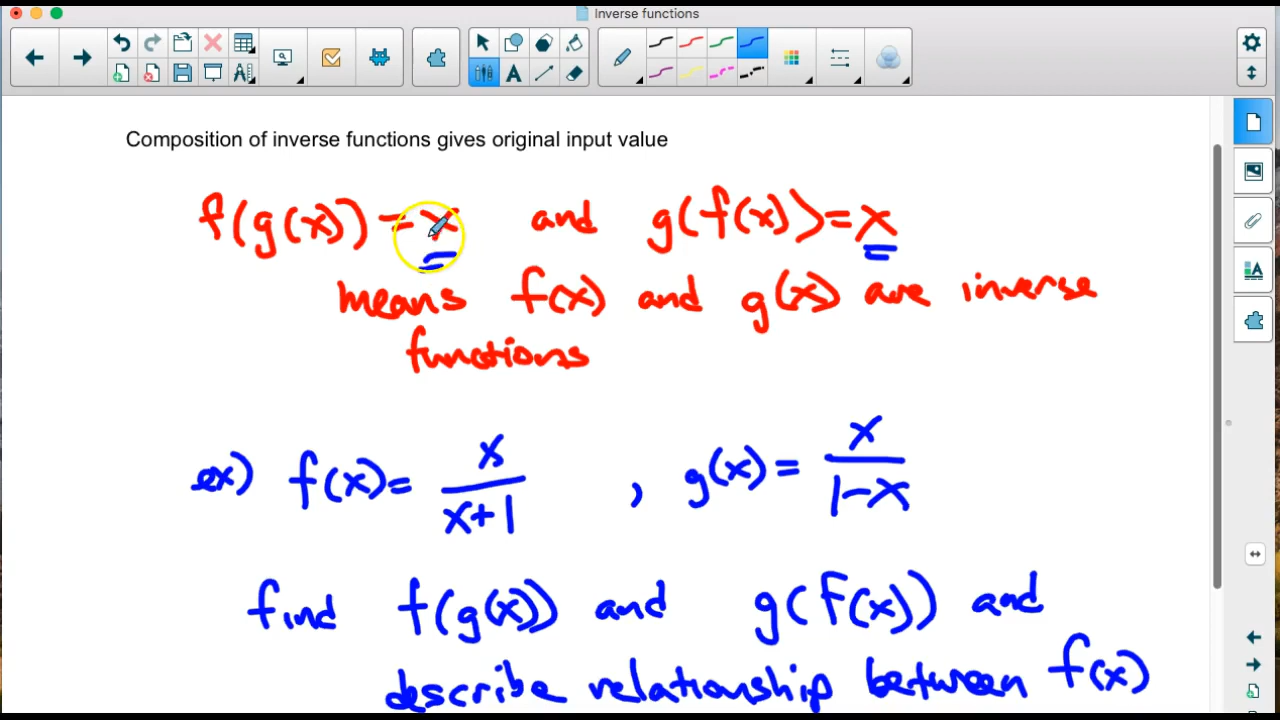 Inverse functions
Composition of inverse functions gives original input value
f(g(x)) = x and g(f(x)) = x
means f(x) and g(x) are inverse
functions
ex) f(x) = x/(x+1) , g(x) = x/(1-x)
find f(g(x)) and g(f(x)) and
describe relationship between f(x)